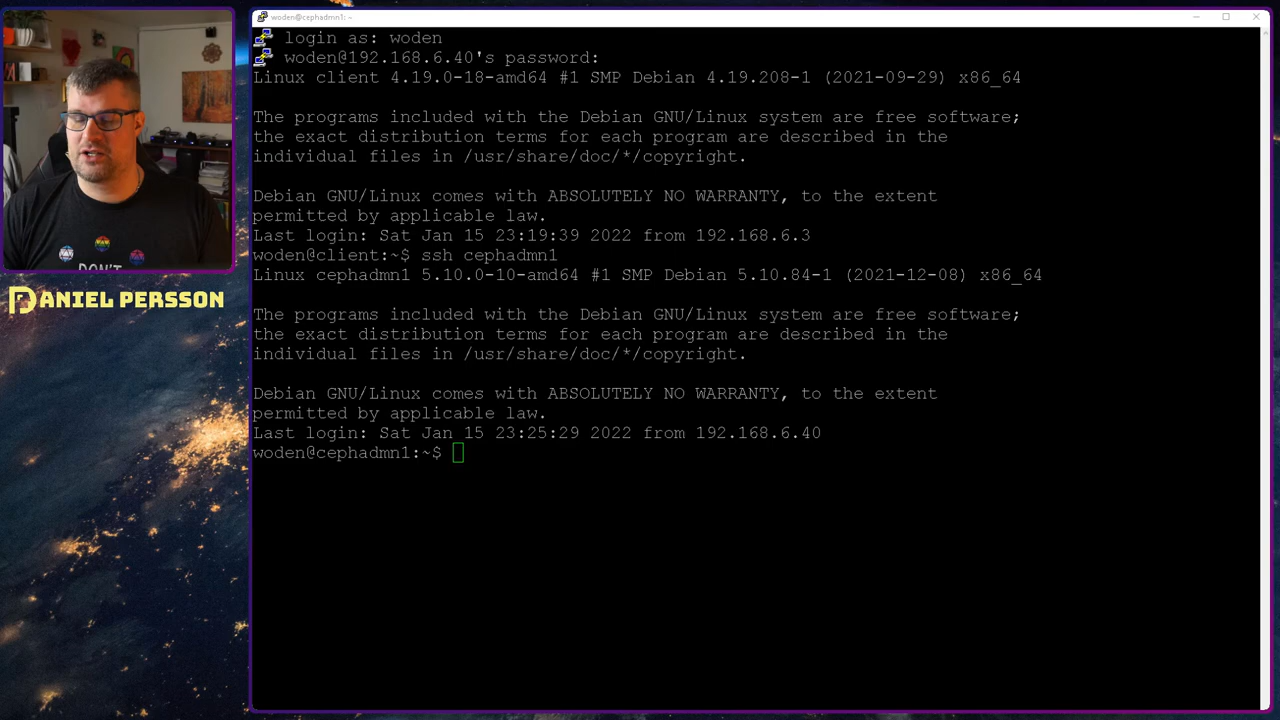 woden@cephadmn1: ~
login as: woden
woden@192.168.6.40's password:
Linux client 4.19.0-18-amd64 #1 SMP Debian 4.19.208-1 (2021-09-29) x86_64
The programs included with the Debian GNU/Linux system are free software;
the exact distribution terms for each program are described in the
individual files in /usr/share/doc/*/copyright.
Debian GNU/Linux comes with ABSOLUTELY NO WARRANTY, to the extent
permitted by applicable law.
Last login: Sat Jan 15 23:19:39 2022 from 192.168.6.3
woden@client:~$ ssh cephadmn1
Linux cephadmn1 5.10.0-10-amd64 #1 SMP Debian 5.10.84-1 (2021-12-08) x86_64
The programs included with the Debian GNU/Linux system are free software;
the exact distribution terms for each program are described in the
individual files in /usr/share/doc/*/copyright.
Debian GNU/Linux comes with ABSOLUTELY NO WARRANTY, to the extent
permitted by applicable law.
Last login: Sat Jan 15 23:25:29 2022 from 192.168.6.40
woden@cephadmn1:~$
DON'T
DANIEL PERSSON